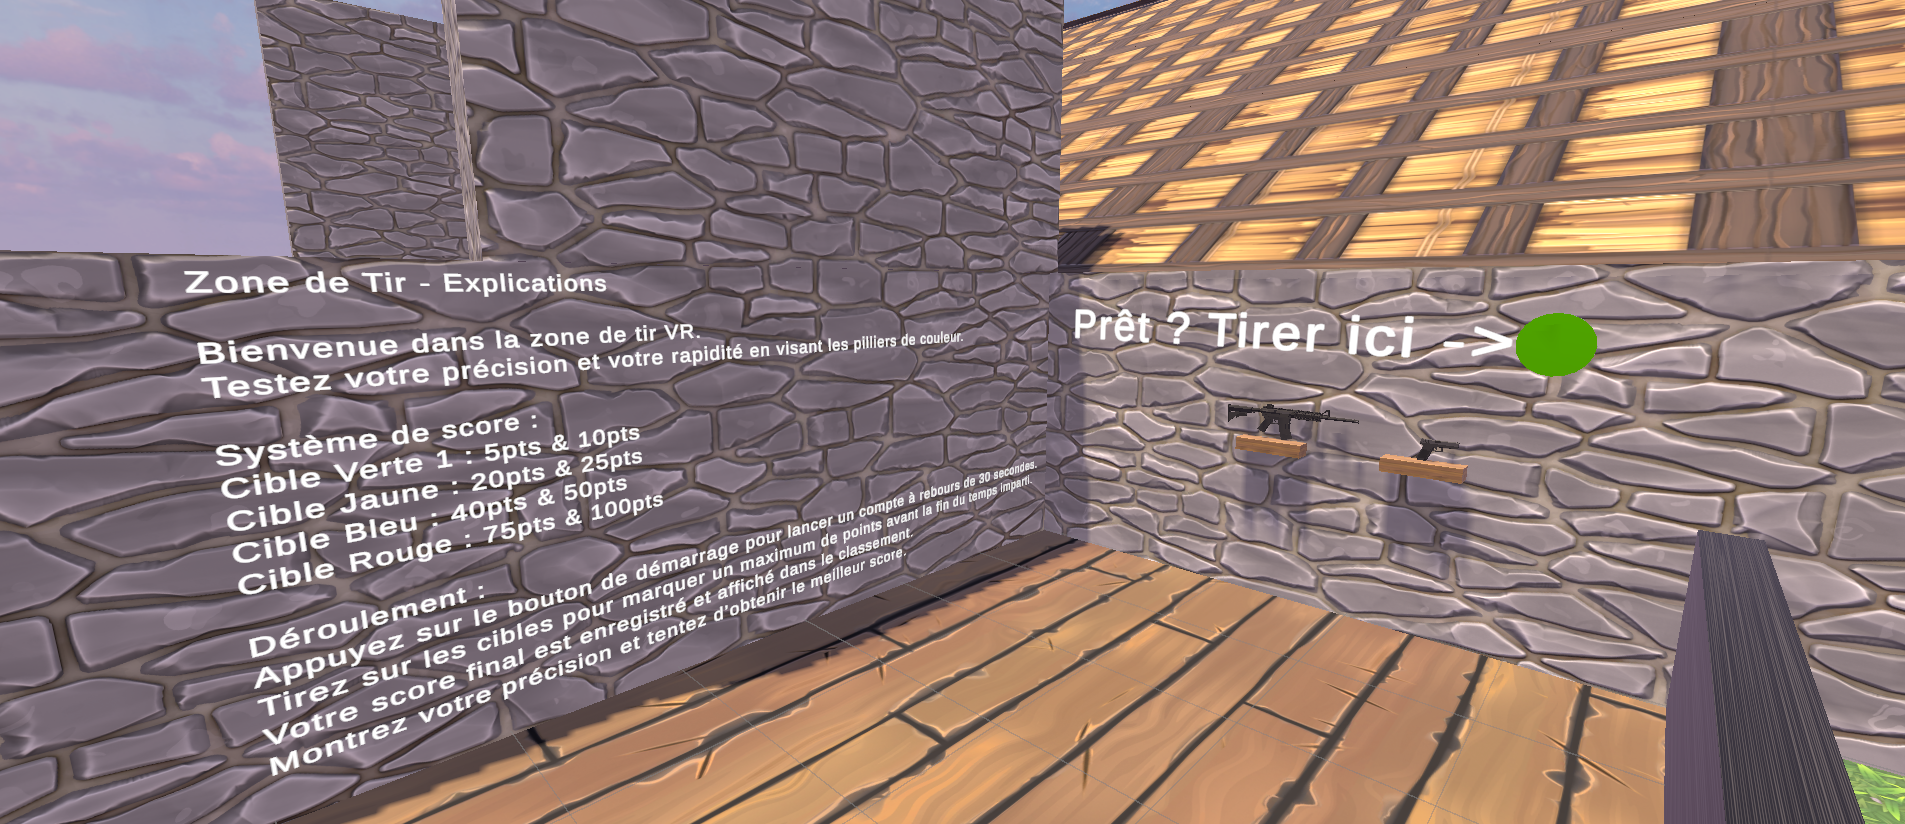 Zone de Tir - Explications
Bienvenue dans la zone de tir VR.
Testez votre précision et votre rapidité en visant les pilliers de couleur.
Système de score :
Cible Verte 1 : 5pts & 10pts
Cible Jaune : 20pts & 25pts
Cible Bleu : 40pts & 50pts
Cible Rouge : 75pts & 100pts
Déroulement :
Appuyez sur le bouton de démarrage pour lancer un compte à rebours de 30 secondes.
Tirez sur les cibles pour marquer un maximum de points avant la fin du temps imparti.
Votre score final est enregistré et affiché dans le classement.
Montrez votre précision et tentez d'obtenir le meilleur score.
Prêt ? Tirer ici ->